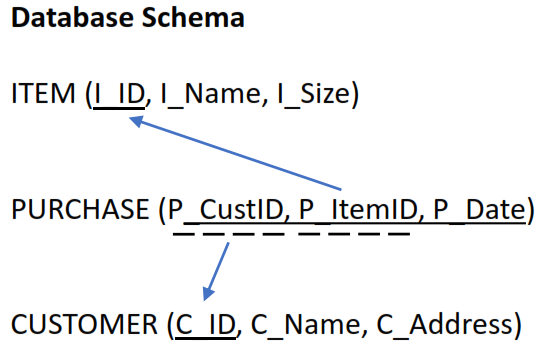 Database Schema
ITEM (I_ID, I_Name, I_Size)
PURCHASE (P_CustID, P_ItemID, P_Date)
CUSTOMER (C_ID, C_Name, C_Address)